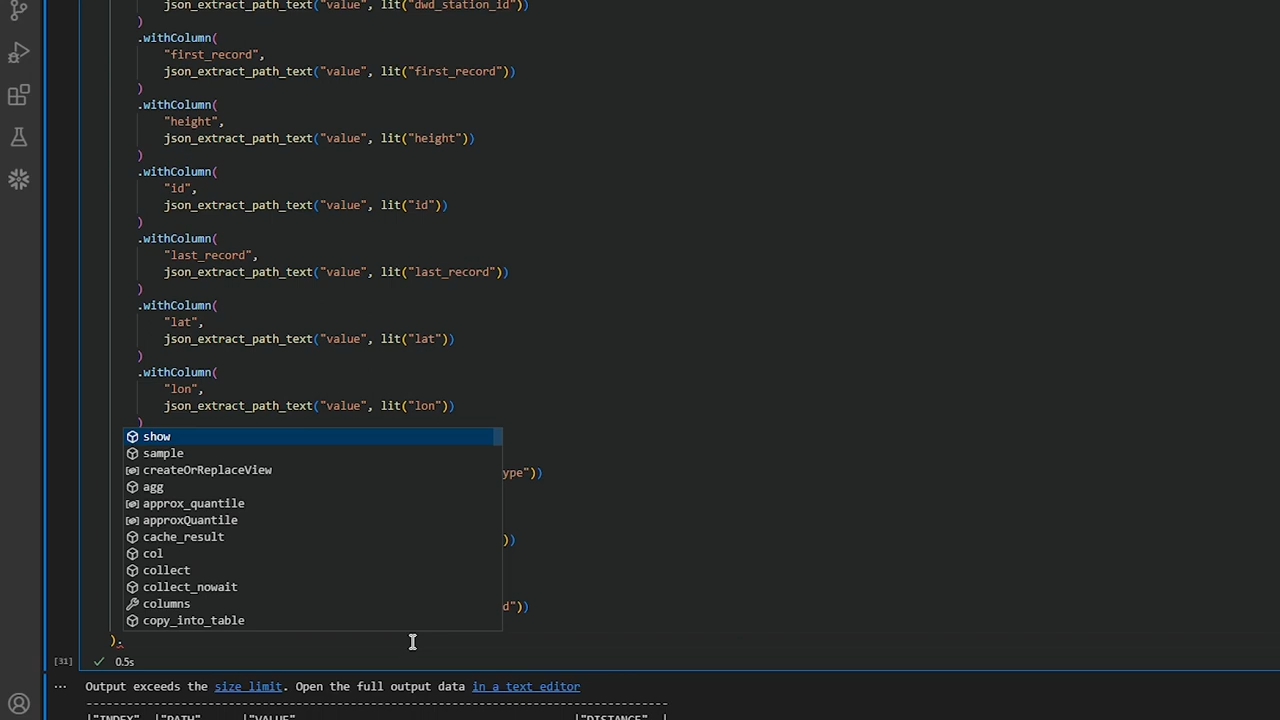 json_extract_path_text("value", lit("dwd_station_id"))
)
.withColumn(
"first_record",
json_extract_path_text("value", lit("first_record"))
)
.withColumn(
"height",
json_extract_path_text("value", lit("height"))
)
.withColumn(
"id",
json_extract_path_text("value", lit("id"))
)
.withColumn(
"last_record",
json_extract_path_text("value", lit("last_record"))
)
.withColumn(
"lat",
json_extract_path_text("value", lit("lat"))
)
.withColumn(
"lon",
json_extract_path_text("value", lit("lon"))
)
show
sample
createOrReplaceView
ype"))
agg
approx_quantile
approxQuantile
cache_result
))
col
collect
collect_nowait
columns
d"))
copy_into_table
).
[31] 0.5s
... Output exceeds the size limit. Open the full output data in a text editor
--------------------------------------------------------------------------------
|"INDEX" |"PATH" |"VALUE" |"DISTANCE" |